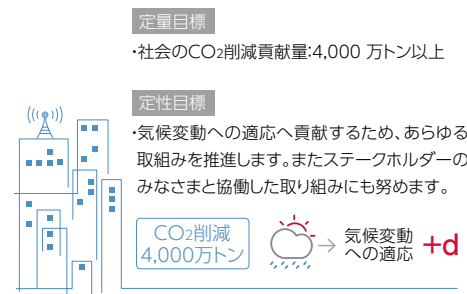 定量目標
・社会のCO2削減貢献量:4,000 万トン以上
定性目標
・気候変動への適応へ貢献するため、あらゆる
取組みを推進します。またステークホルダーの
みなさまと協働した取り組みにも努めます。
CO2削減
4,000万トン
→ 気候変動
への適応 +d